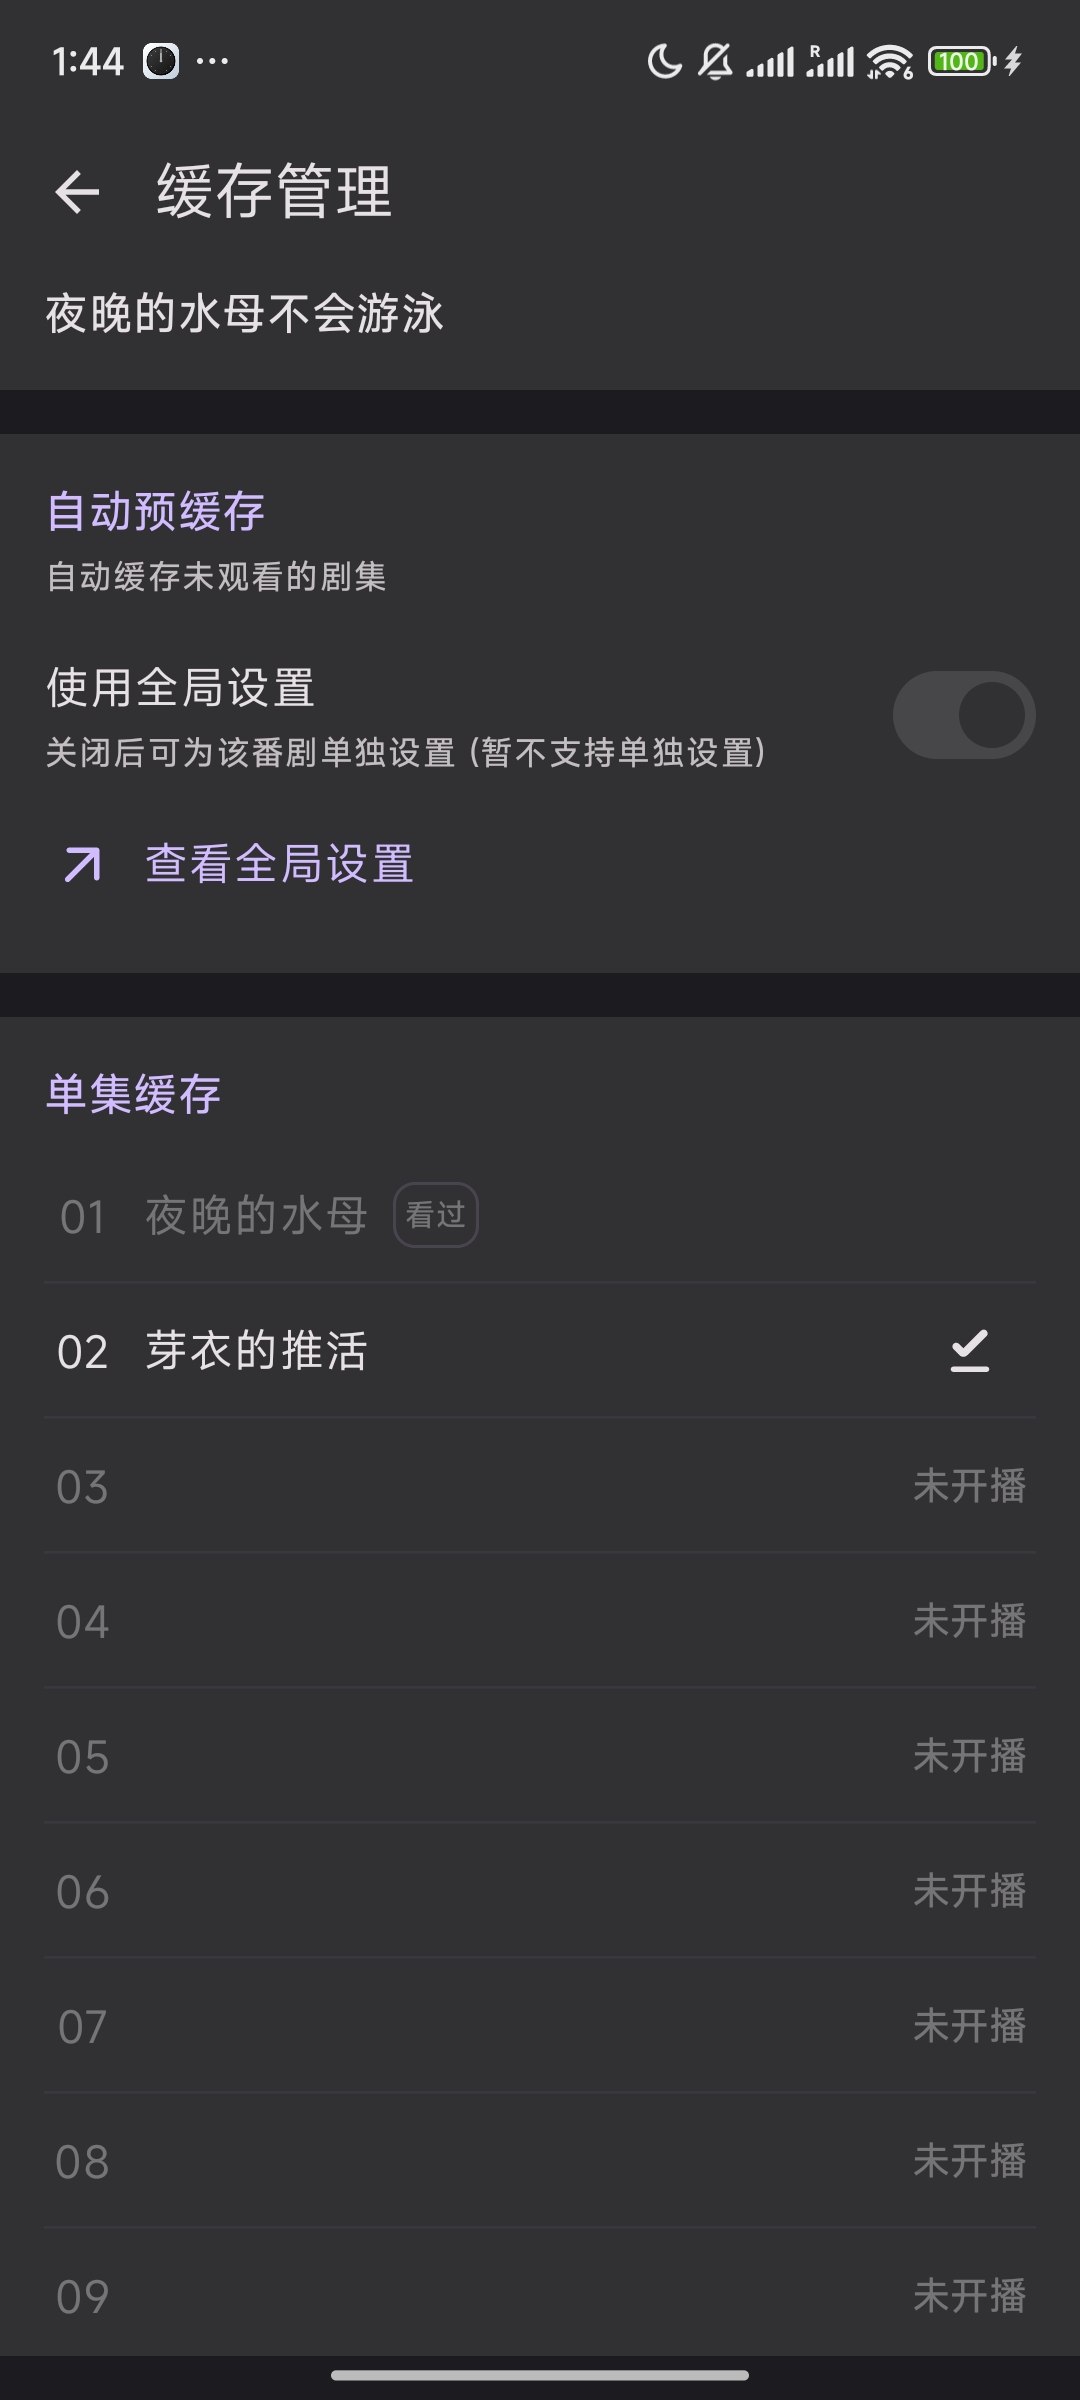 1:44 ... R 6 100
缓存管理
夜晚的水母不会游泳
自动预缓存
自动缓存未观看的剧集
使用全局设置
关闭后可为该番剧单独设置 (暂不支持单独设置)
查看全局设置
单集缓存
01 夜晚的水母 看过
02 芽衣的推活
03 未开播
04 未开播
05 未开播
06 未开播
07 未开播
08 未开播
09 未开播